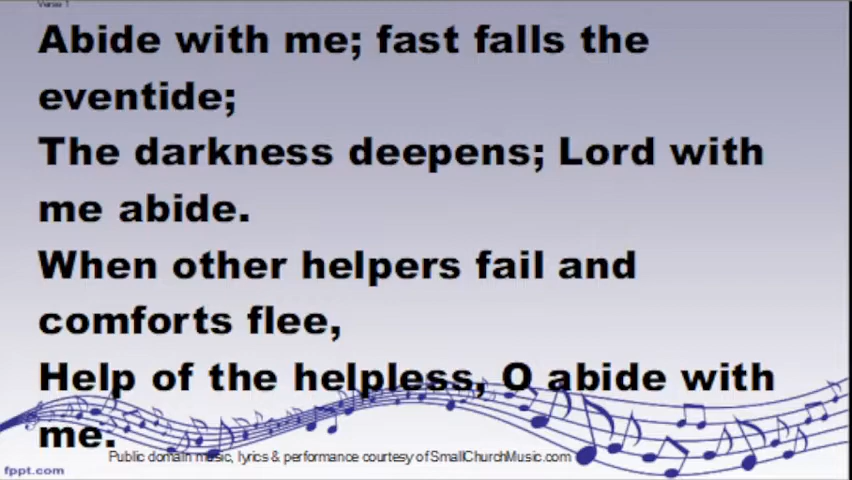 Verse 1
Abide with me; fast falls the
eventide;
The darkness deepens; Lord with
me abide.
When other helpers fail and
comforts flee,
Help of the helpless, O abide with
me.
Public domain music, lyrics & performance courtesy of SmallChurchMusic.com
fppt.com